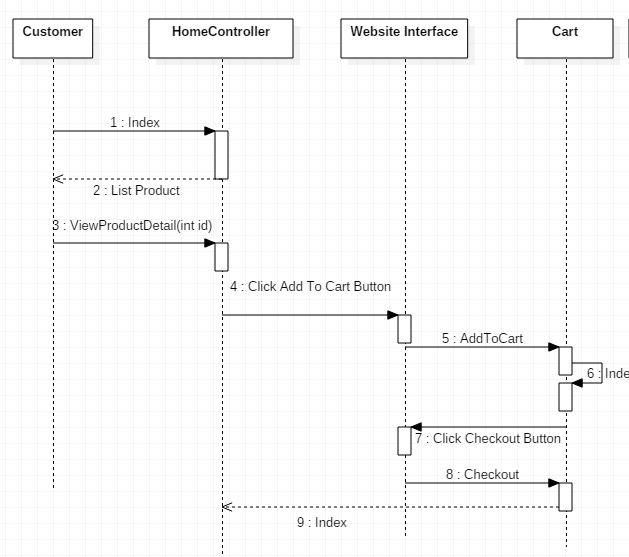 Customer
HomeController
Website Interface
Cart
1 : Index
2 : List Product
3 : ViewProductDetail(int id)
4 : Click Add To Cart Button
5 : AddToCart
6 : Inde
7 : Click Checkout Button
8 : Checkout
9 : Index